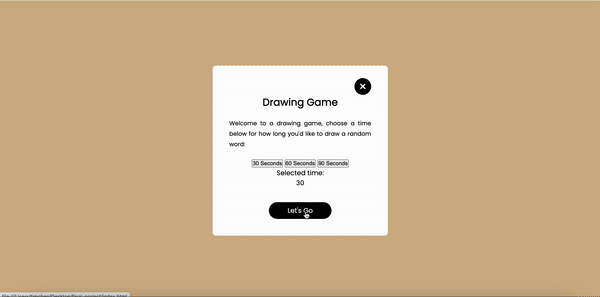 Drawing Game
Welcome to a drawing game, choose a time
below for how long you'd like to draw a random
word:
30 Seconds 60 Seconds 90 Seconds
Selected time:
30
Let's Go